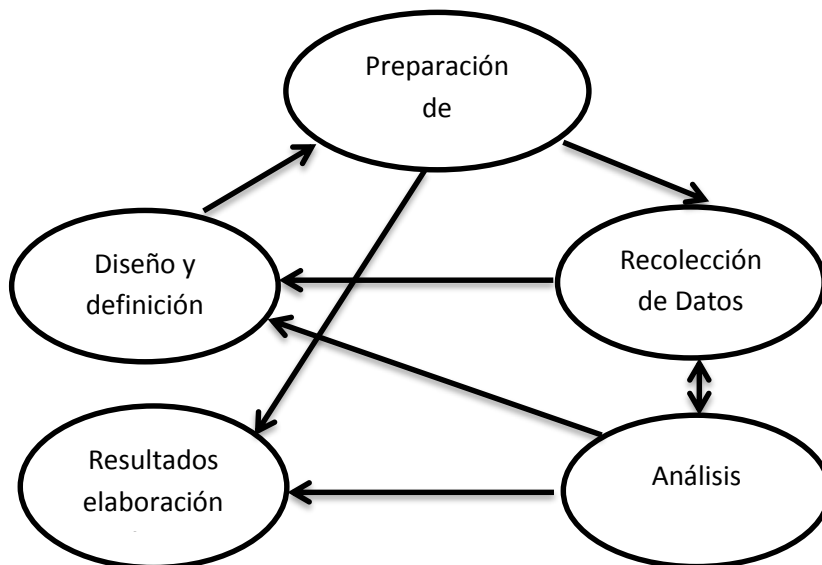 Preparación
de
Diseño y
definición
Recolección
de Datos
Resultados
elaboración
Análisis